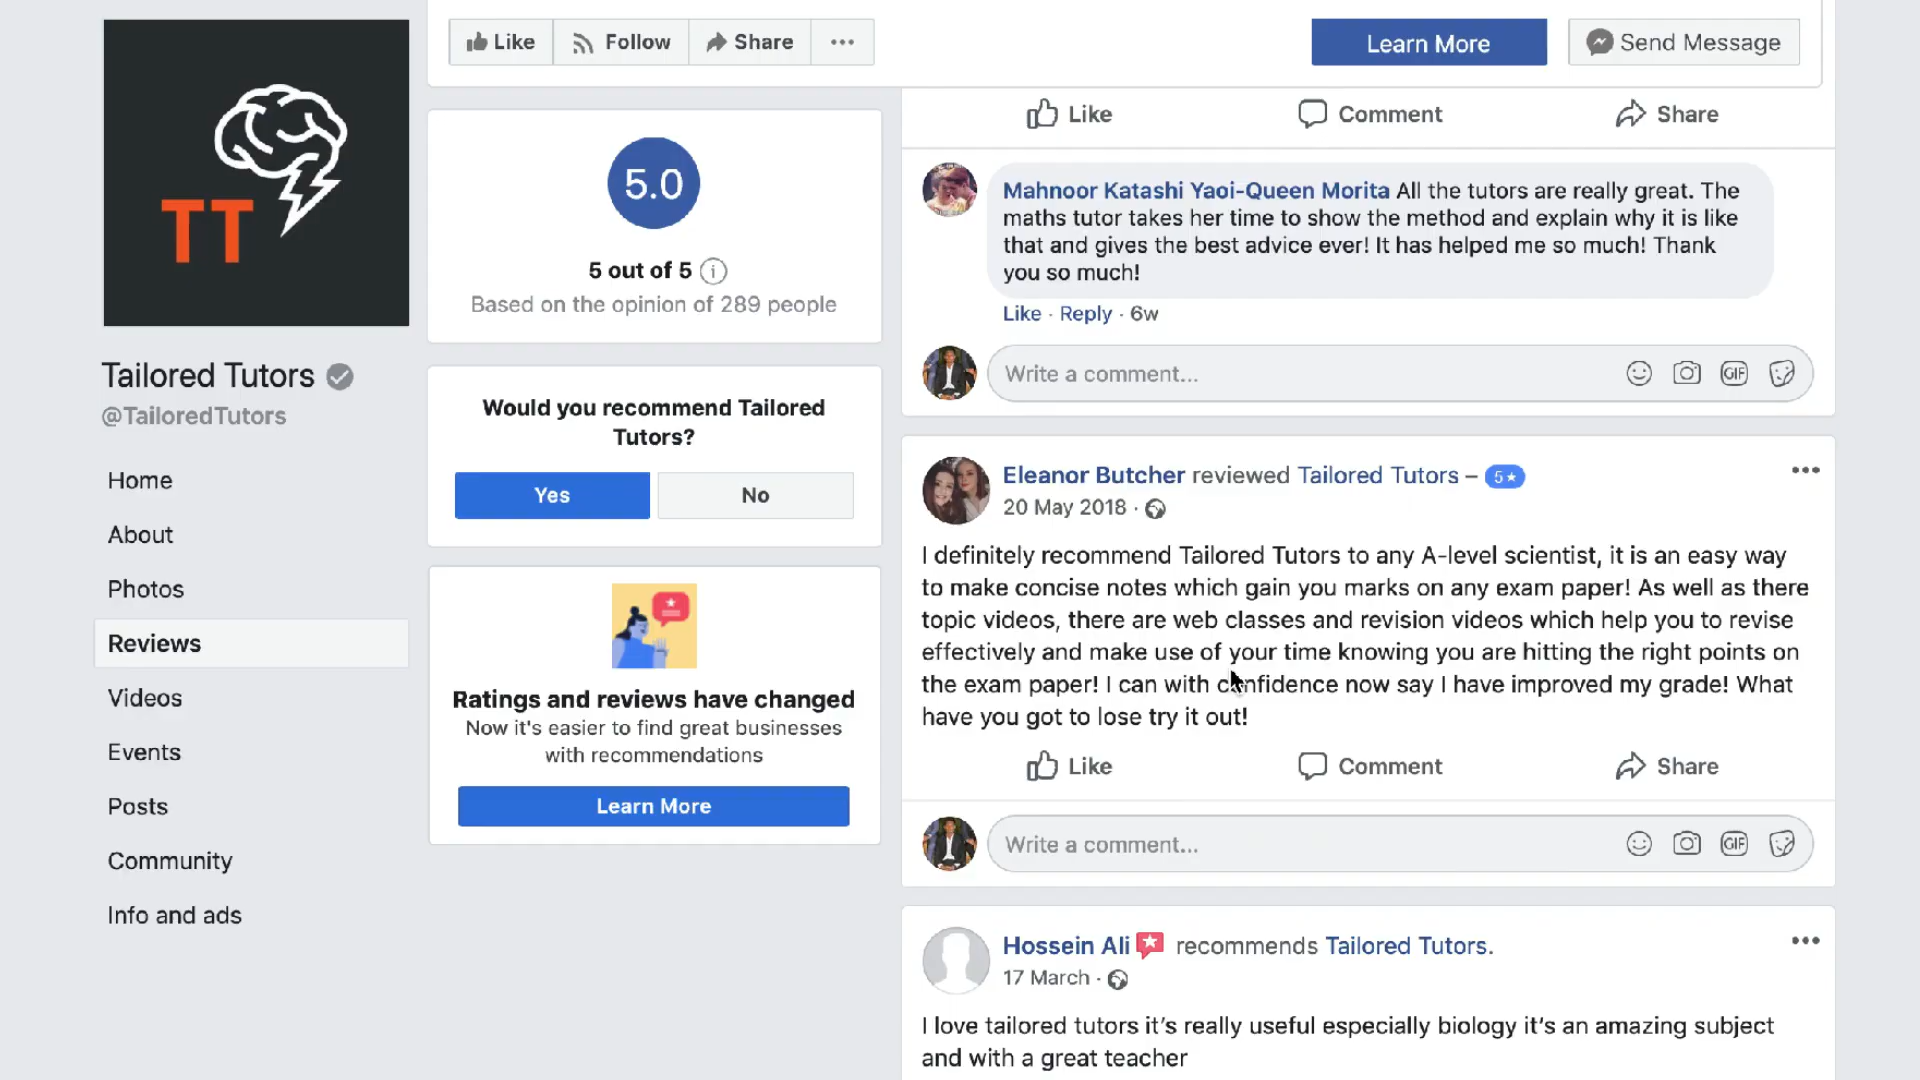 Like
Follow
Share
Learn More
Send Message
TT
Tailored Tutors
@TailoredTutors
Home
About
Photos
Reviews
Videos
Events
Posts
Community
Info and ads
5.0
5 out of 5
Based on the opinion of 289 people
Would you recommend Tailored
Tutors?
Yes
No
Ratings and reviews have changed
Now it's easier to find great businesses
with recommendations
Learn More
Like
Comment
Share
Mahnoor Katashi Yaoi-Queen Morita All the tutors are really great. The
maths tutor takes her time to show the method and explain why it is like
that and gives the best advice ever! It has helped me so much! Thank
you so much!
Like · Reply · 6w
Write a comment...
GIF
Eleanor Butcher reviewed Tailored Tutors – 5★
20 May 2018 ·
I definitely recommend Tailored Tutors to any A-level scientist, it is an easy way
to make concise notes which gain you marks on any exam paper! As well as there
topic videos, there are web classes and revision videos which help you to revise
effectively and make use of your time knowing you are hitting the right points on
the exam paper! I can with confidence now say I have improved my grade! What
have you got to lose try it out!
Like
Comment
Share
Write a comment...
GIF
Hossein Ali recommends Tailored Tutors.
17 March ·
I love tailored tutors it’s really useful especially biology it’s an amazing subject
and with a great teacher